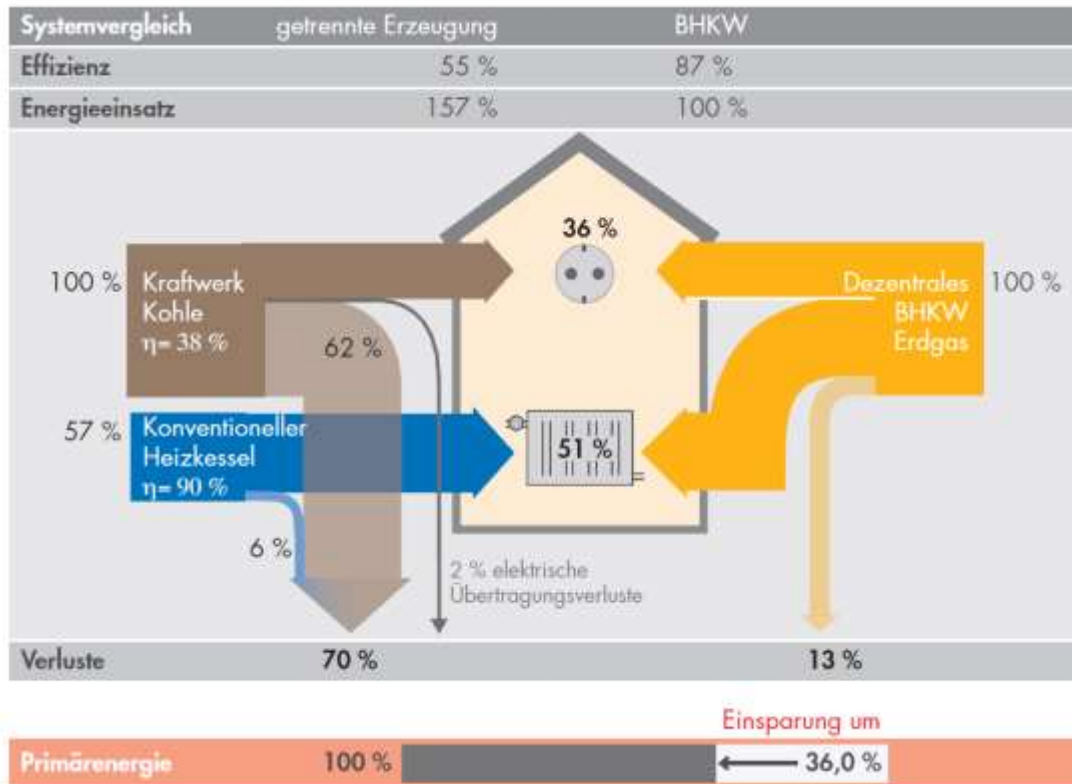 Systemvergleich getrennte Erzeugung BHKW
Effizienz 55 % 87 %
Energieeinsatz 157 % 100 %
36 %
100 % Kraftwerk
Kohle
η= 38 %
62 %
Dezentrales 100 %
BHKW
Erdgas
57 % Konventioneller
Heizkessel
η= 90 %
51 %
6 %
2 % elektrische
Übertragungsverluste
Verluste 70 % 13 %
Einsparung um
Primärenergie 100 % 36,0 %